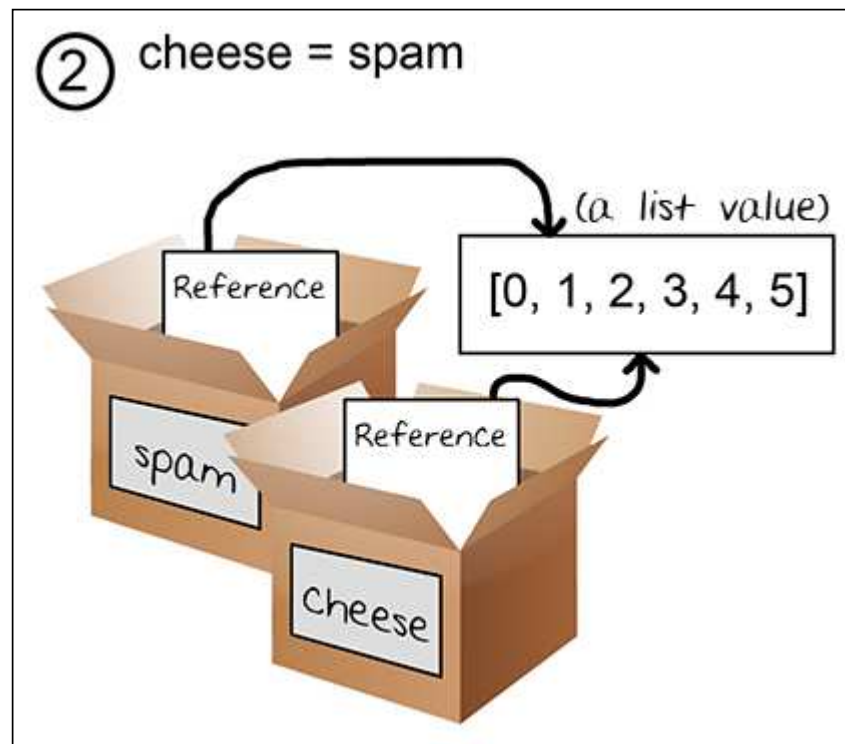 2 cheese = spam
(a list value)
Reference
[0, 1, 2, 3, 4, 5]
Reference
spam
cheese